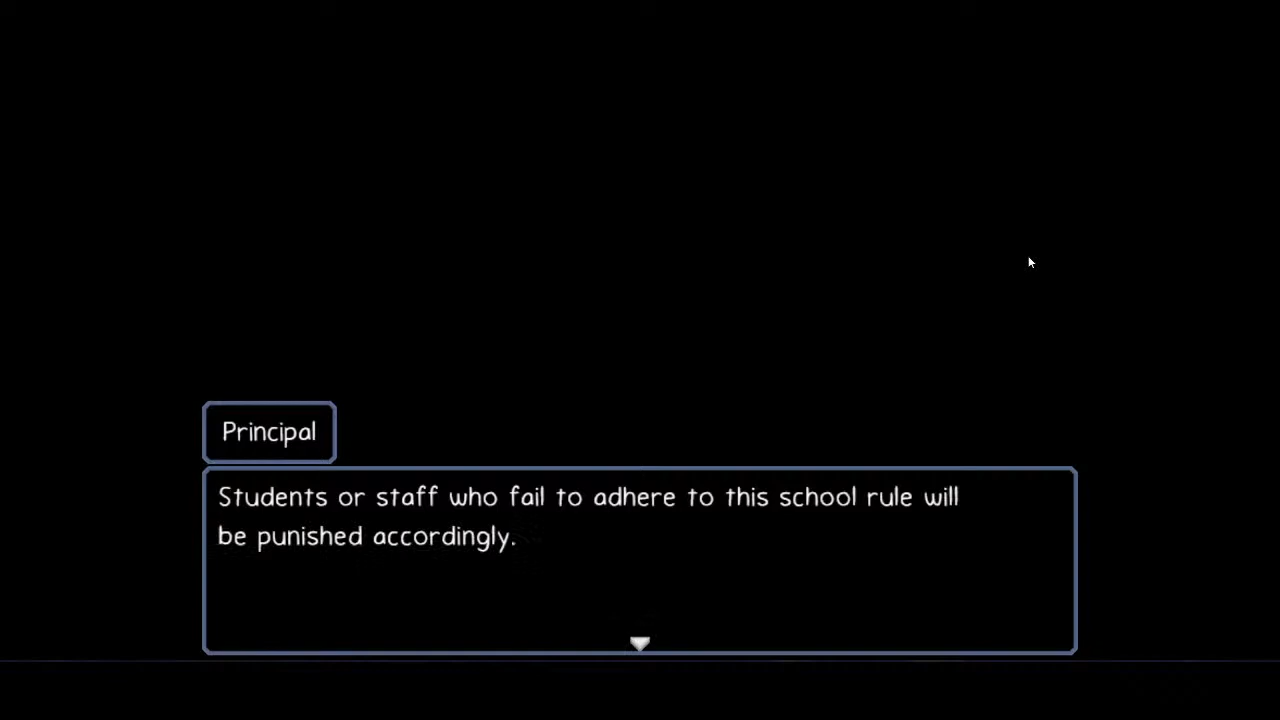 Principal
Students or staff who fail to adhere to this school rule will
be punished accordingly.